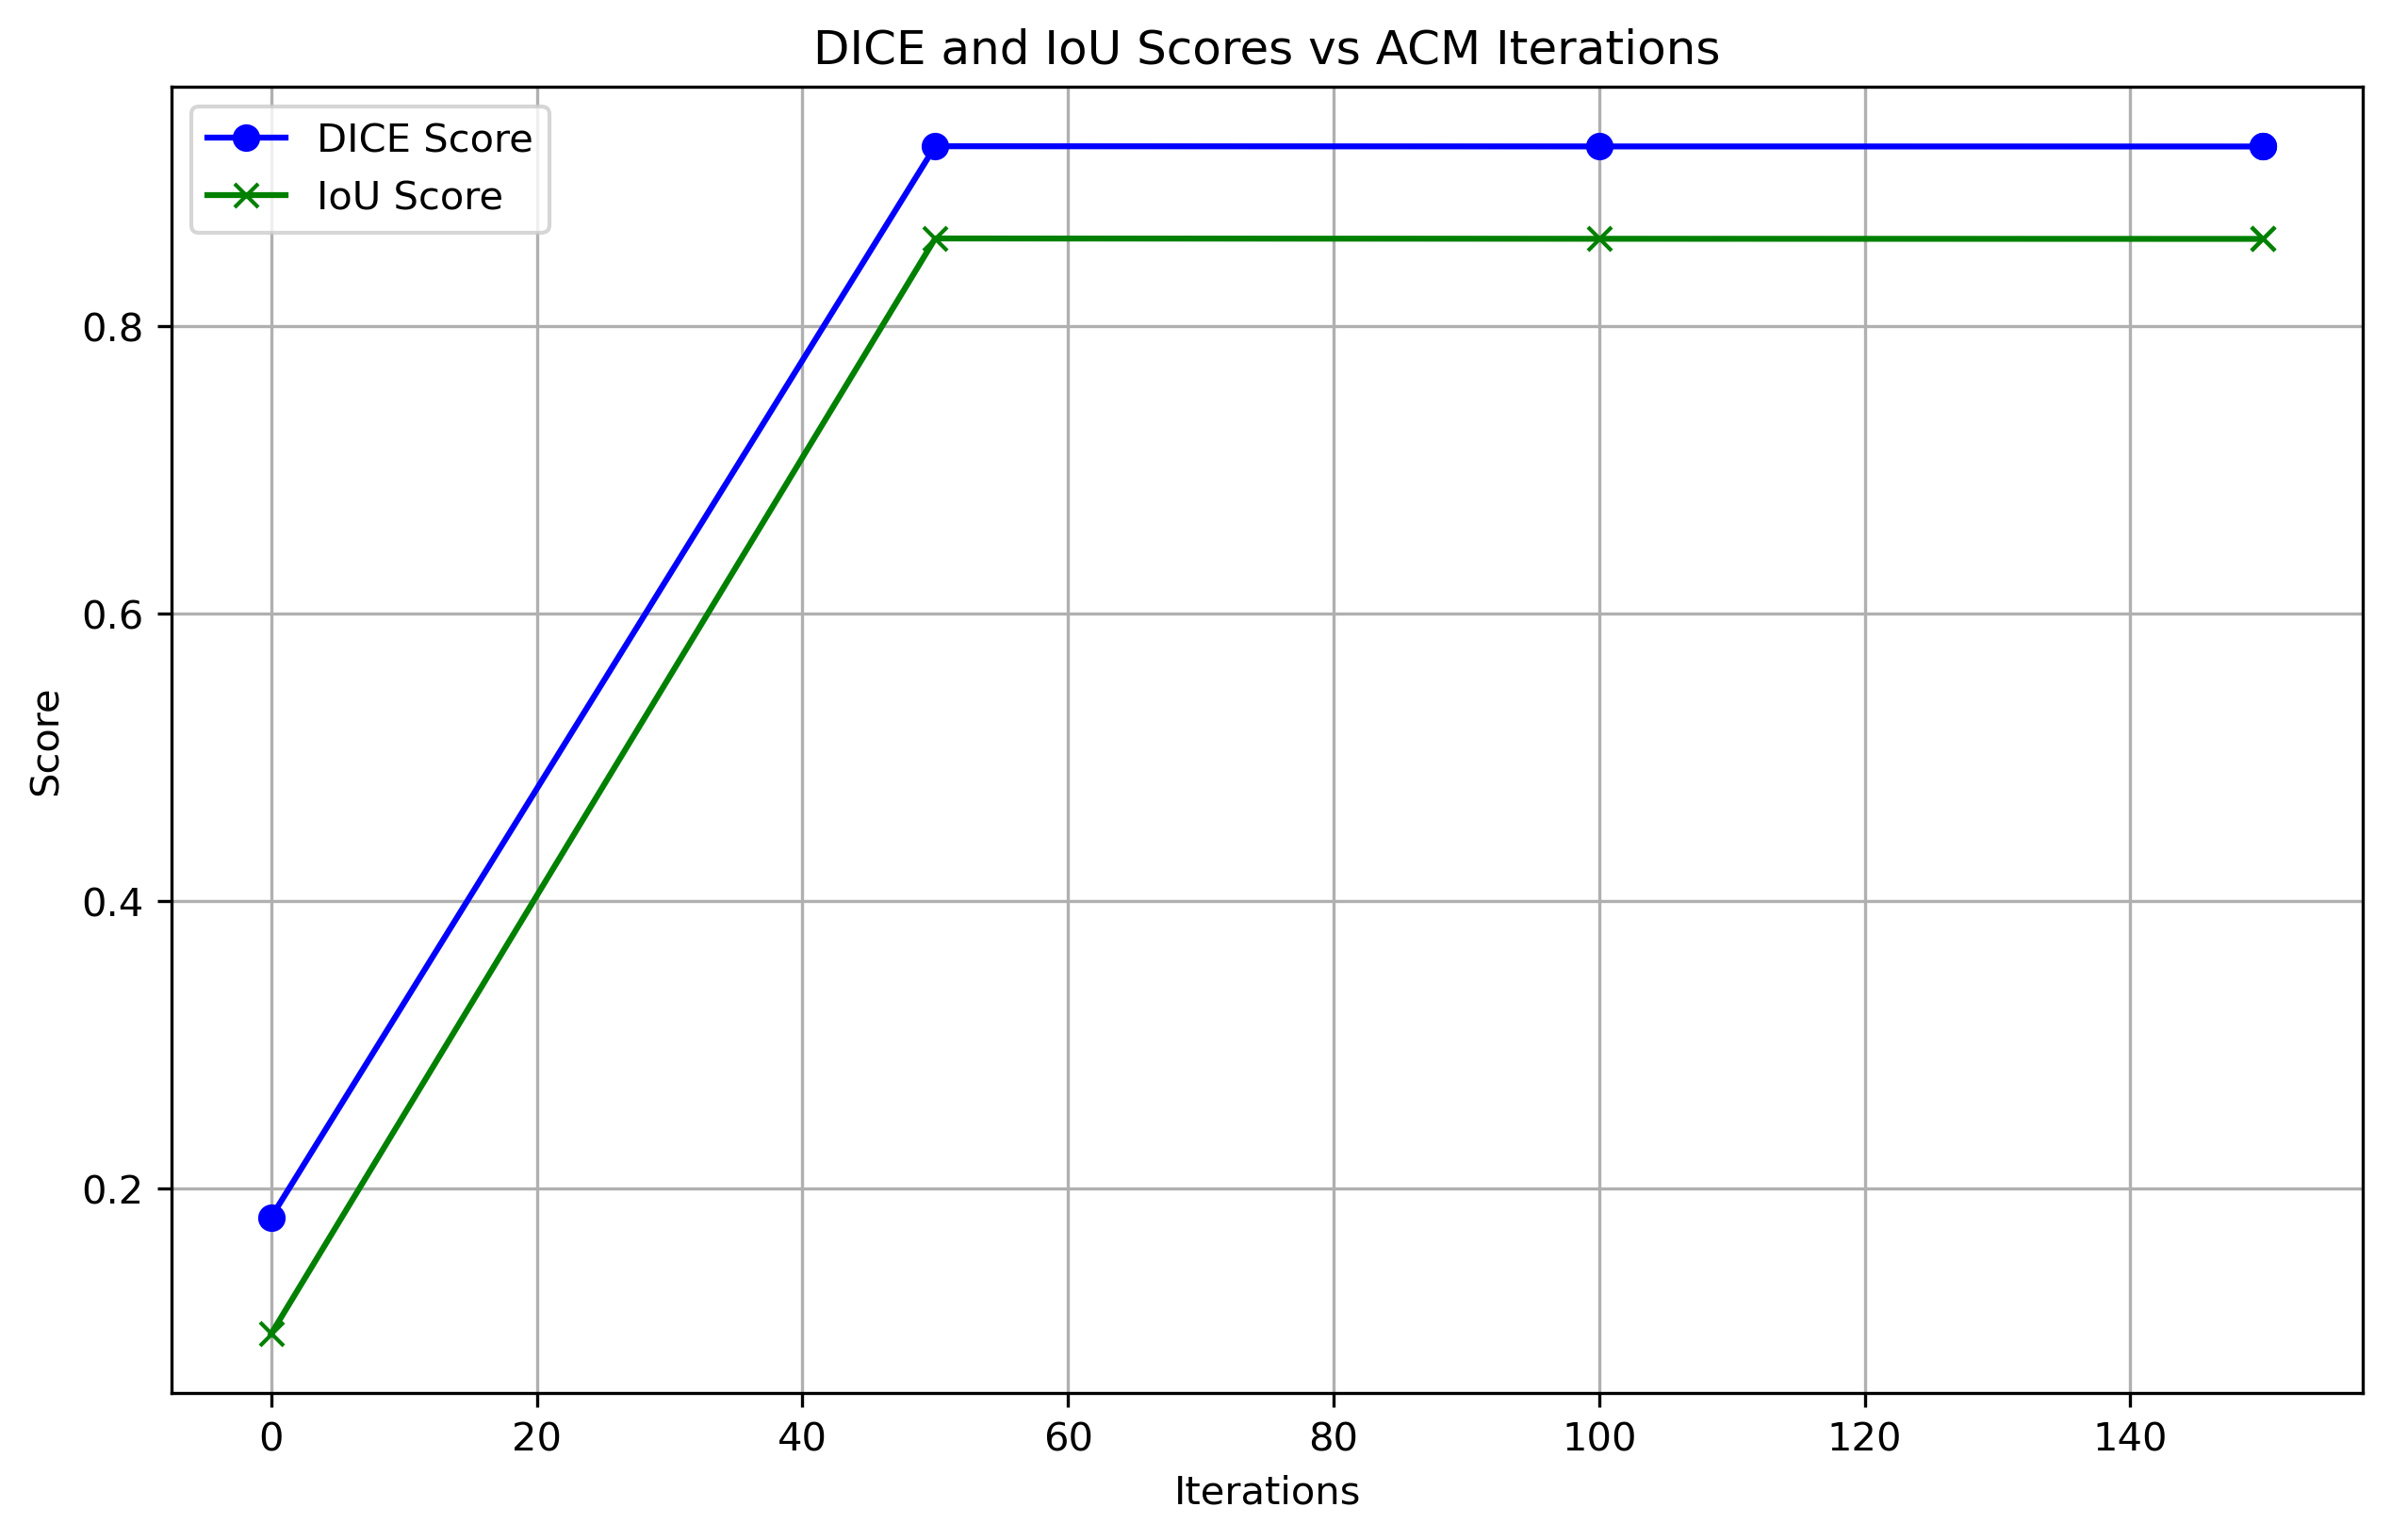 DICE and IoU Scores vs ACM Iterations
DICE Score
IoU Score
Score
0.8
0.6
0.4
0.2
0 20 40 60 80 100 120 140
Iterations